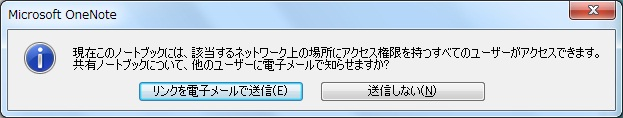 Microsoft OneNote
現在このノートブックには、該当するネットワーク上の場所にアクセス権限を持つすべてのユーザーがアクセスできます。
共有ノートブックについて、他のユーザーに電子メールで知らせますか?
リンクを電子メールで送信(E) 送信しない(N)